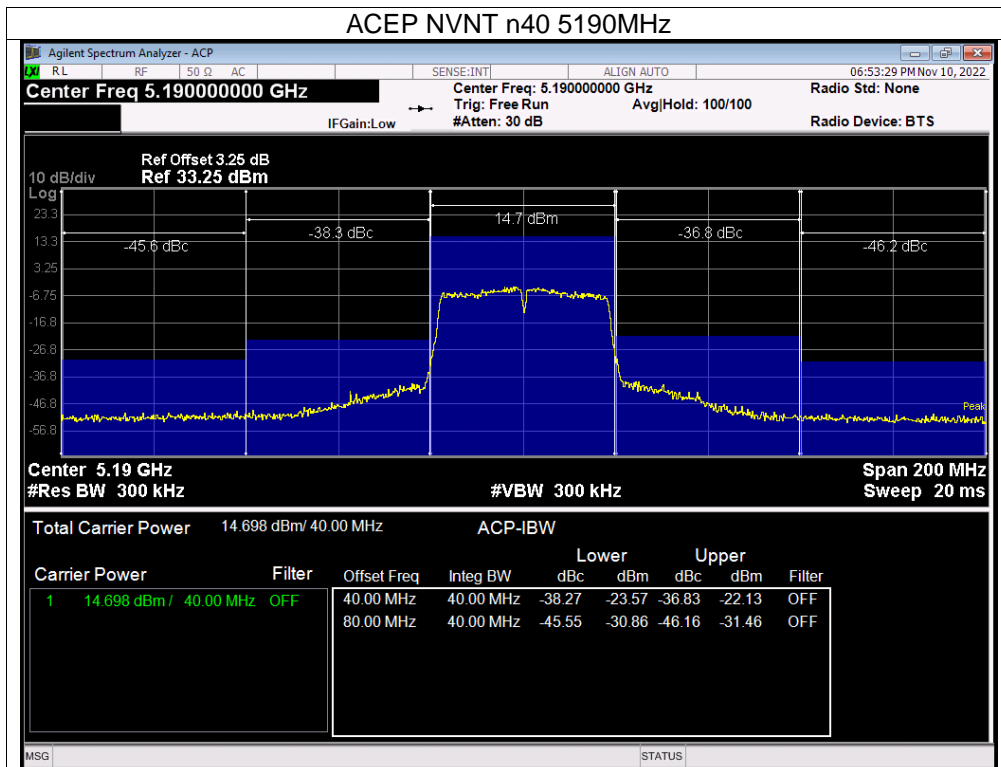 ACEP NVNT n40 5190MHz
Agilent Spectrum Analyzer - ACP
LXI RL RF 50 Ω AC SENSE:INT ALIGN AUTO 06:53:29 PM Nov 10, 2022
Center Freq 5.190000000 GHz Center Freq: 5.190000000 GHz Radio Std: None
Trig: Free Run Avg|Hold: 100/100
IFGain:Low #Atten: 30 dB Radio Device: BTS
Ref Offset 3.25 dB
10 dB/div Ref 33.25 dBm
Log
23.3
14.7 dBm
-38.3 dBc -36.8 dBc
13.3
-45.6 dBc -46.2 dBc
3.25
-6.75
-16.8
-26.8
-36.8
-46.8
Peak
-56.8
Center 5.19 GHz Span 200 MHz
#Res BW 300 kHz #VBW 300 kHz Sweep 20 ms
Total Carrier Power 14.698 dBm/ 40.00 MHz ACP-IBW
Lower Upper
Carrier Power Filter Offset Freq Integ BW dBc dBm dBc dBm Filter
1 14.698 dBm / 40.00 MHz OFF 40.00 MHz 40.00 MHz -38.27 -23.57 -36.83 -22.13 OFF
80.00 MHz 40.00 MHz -45.55 -30.86 -46.16 -31.46 OFF
MSG STATUS